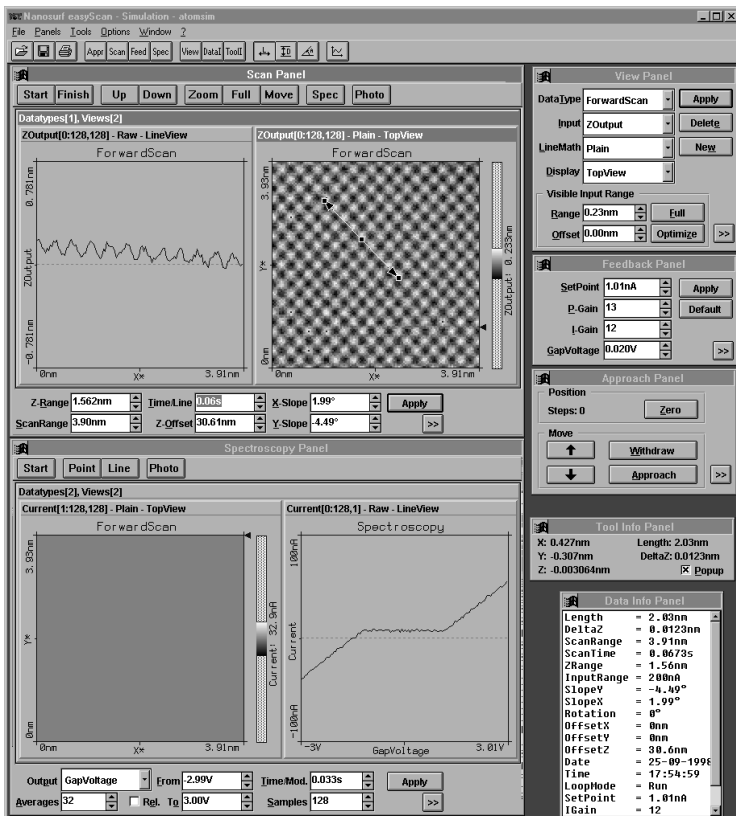 Nanosurf easyScan - Simulation - atomsim
File Panels Tools Options Window ?
Appr Scan Feed Spec View DataI ToolI
Scan Panel
Start Finish Up Down Zoom Full Move Spec Photo
Datatypes[1], Views[2]
ZOutput[0:128,128] - Raw - LineView
ForwardScan
0.781nm
ZOutput
-0.781nm
0nm X* 3.91nm
ZOutput[0:128,128] - Plain - TopView
ForwardScan
3.93nm
Y*
0nm
0nm X* 3.91nm
ZOutput: 0.233nm
Z-Range 1.562nm Time/Line 0.06s X-Slope 1.99° Apply
ScanRange 3.90nm Z-Offset 30.61nm Y-Slope -4.49° >>
Spectroscopy Panel
Start Point Line Photo
Datatypes[2], Views[2]
Current[1:128,128] - Plain - TopView
ForwardScan
3.93nm
Y*
0nm
0nm X* 3.91nm
Current: 32.9nA
Current[0:128,1] - Raw - LineView
Spectroscopy
100nA
Current
-100nA
-3V GapVoltage 3.01V
Output GapVoltage From -2.99V Time/Mod. 0.033s Apply
Averages 32 Rel. To 3.00V Samples 128 >>
View Panel
DataType ForwardScan Apply
Input ZOutput Delete
LineMath Plain New
Display TopView
Visible Input Range
Range 0.23nm Full
Offset 0.00nm Optimize >>
Feedback Panel
SetPoint 1.01nA Apply
P-Gain 13 Default
I-Gain 12
GapVoltage 0.020V >>
Approach Panel
Position
Steps: 0 Zero
Move
Withdraw
Approach >>
Tool Info Panel
X: 0.427nm Length: 2.03nm
Y: -0.307nm DeltaZ: 0.0123nm
Z: -0.003064nm Popup
Data Info Panel
Length = 2.03nm
DeltaZ = 0.0123nm
ScanRange = 3.91nm
ScanTime = 0.0673s
ZRange = 1.56nm
InputRange = 200nA
SlopeY = -4.49°
SlopeX = 1.99°
Rotation = 0°
OffsetX = 0nm
OffsetY = 0nm
OffsetZ = 30.6nm
Date = 25-09-1998
Time = 17:54:59
LoopMode = Run
SetPoint = 1.01nA
IGain = 12